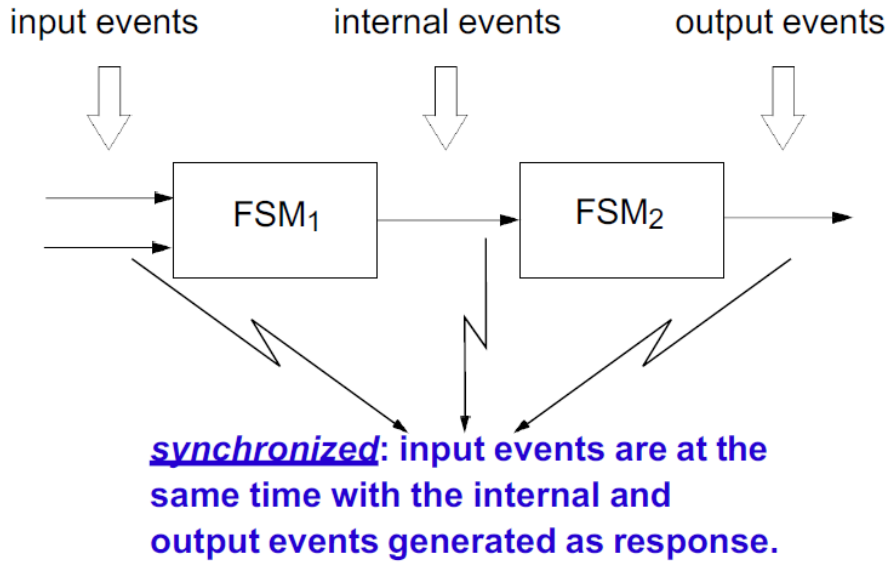 input events
internal events
output events
FSM₁
FSM₂
synchronized: input events are at the
same time with the internal and
output events generated as response.